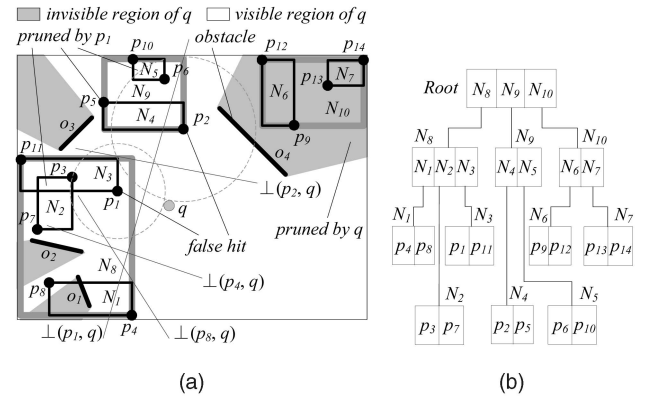 invisible region of q visible region of q
pruned by p1 obstacle
p10 p12 p14
N5 p6 p13 N7
N9 N6
p5 N10
N4 p2
o3 p9
o4
p11 ⊥(p2, q)
p3 N3
p1 q pruned by q
N2
p7 false hit
o2
N8 ⊥(p4, q)
p8 o1 N1
p4
⊥(p1, q) ⊥(p8, q)
(a)
Root N8 N9 N10
N8 N9 N10
N1 N2 N3 N4 N5 N6 N7
N1 N3 N6 N7
p4 p8 p1 p11 p9 p12 p13 p14
N2 N4 N5
p3 p7 p2 p5 p6 p10
(b)